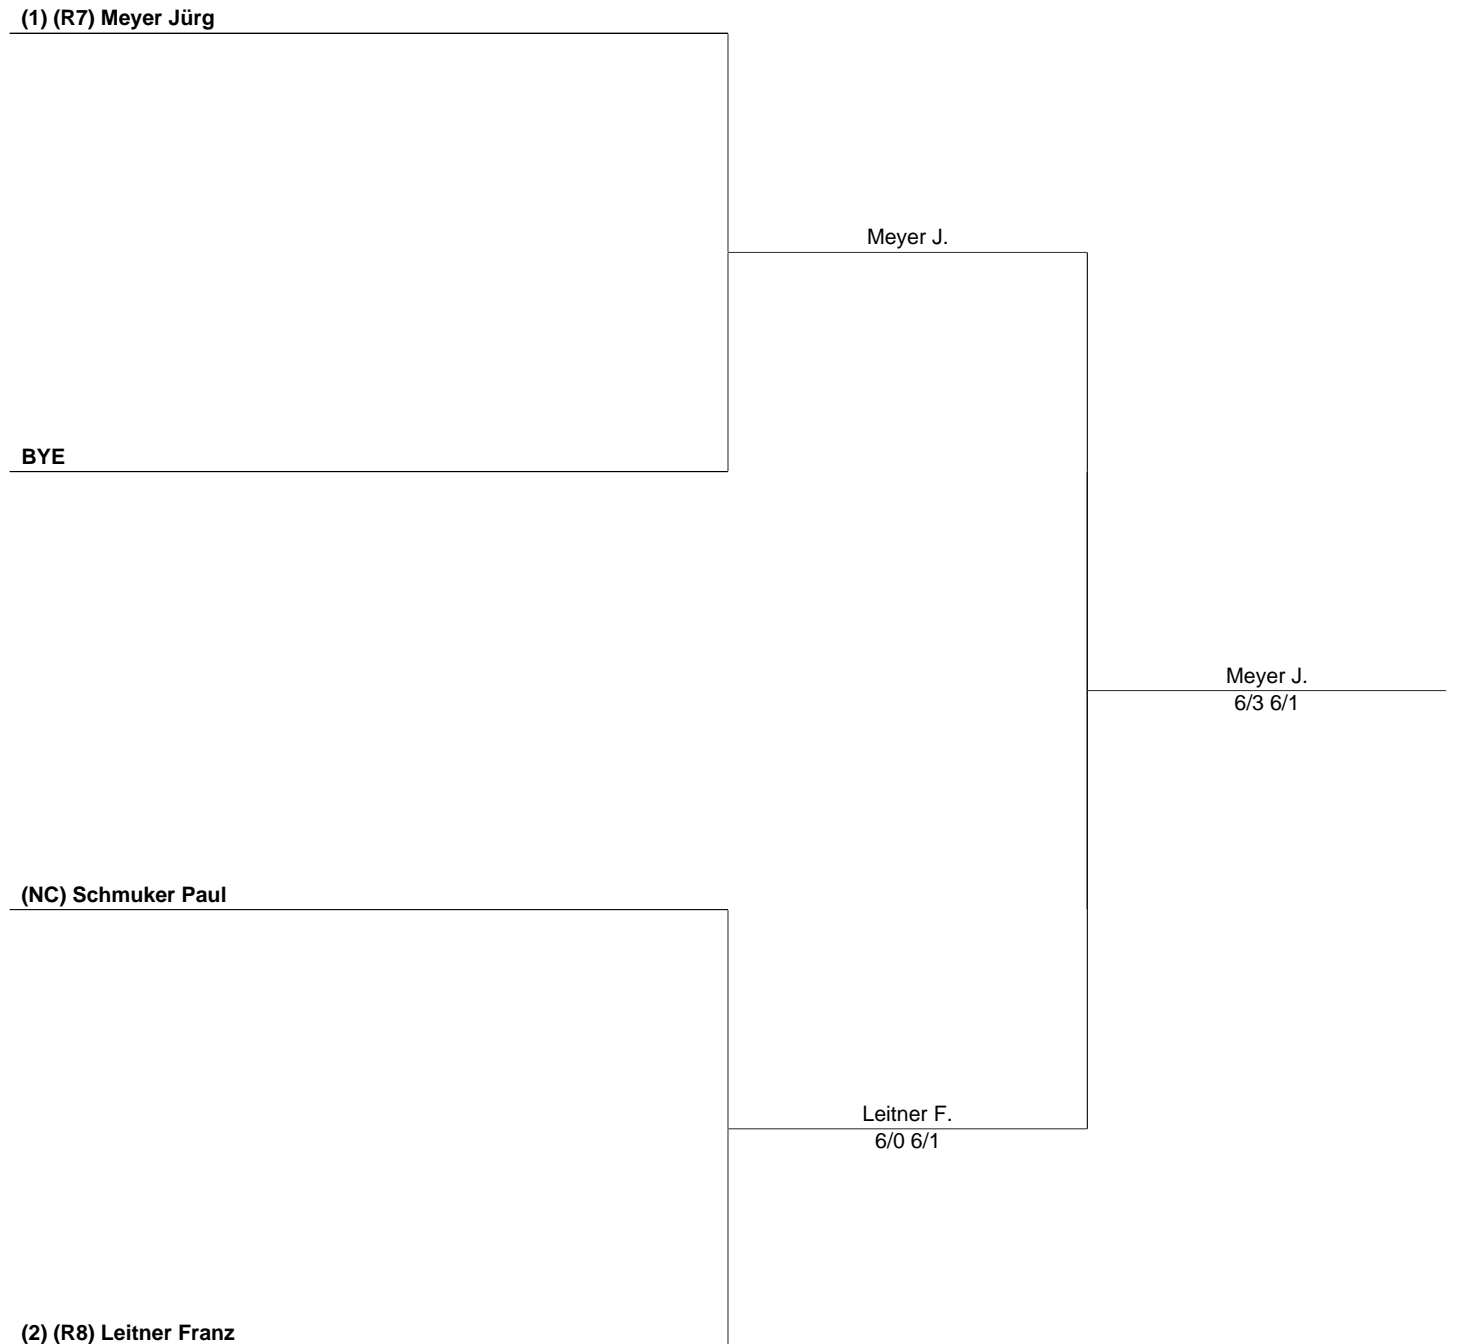 (1) (R7) Meyer Jürg
Meyer J.
BYE
Meyer J.
6/3 6/1
(NC) Schmuker Paul
Leitner F.
6/0 6/1
(2) (R8) Leitner Franz